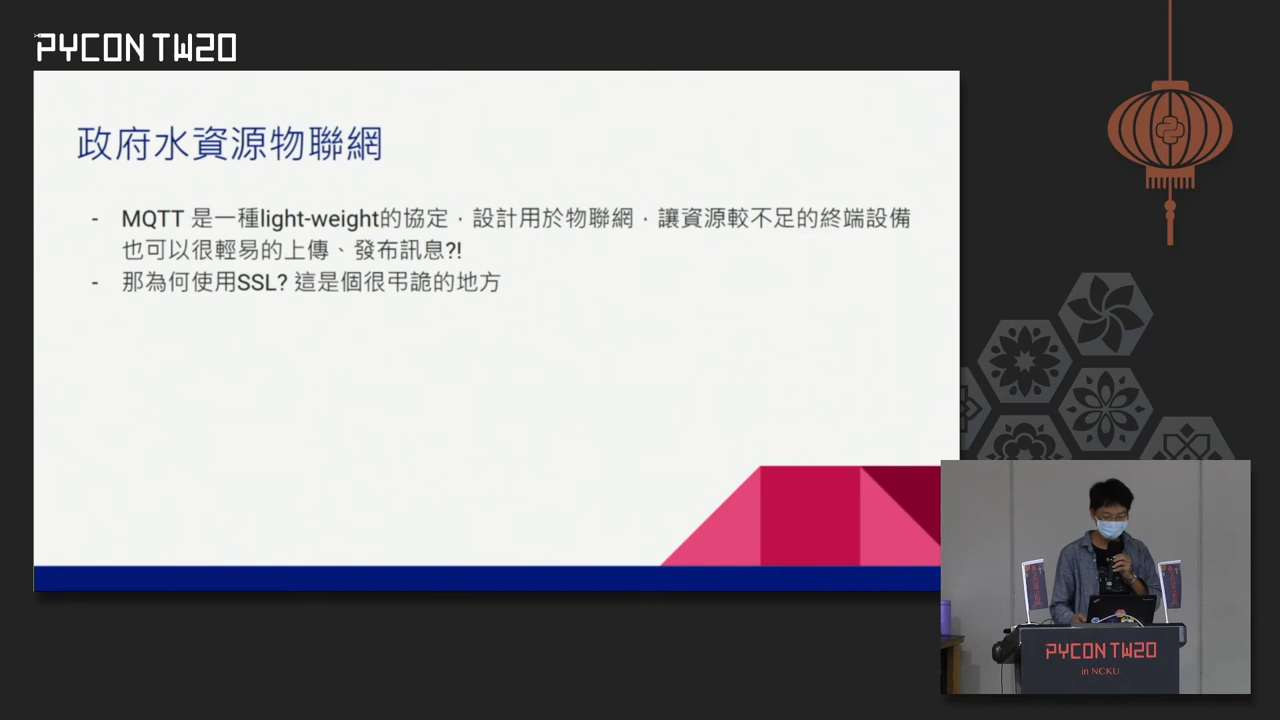 PYCON TW20
政府水資源物聯網
- MQTT 是一種light-weight的協定，設計用於物聯網，讓資源較不足的終端設備
也可以很輕易的上傳、發布訊息?!
- 那為何使用SSL? 這是個很弔詭的地方
PYCON TW20
in NCKU